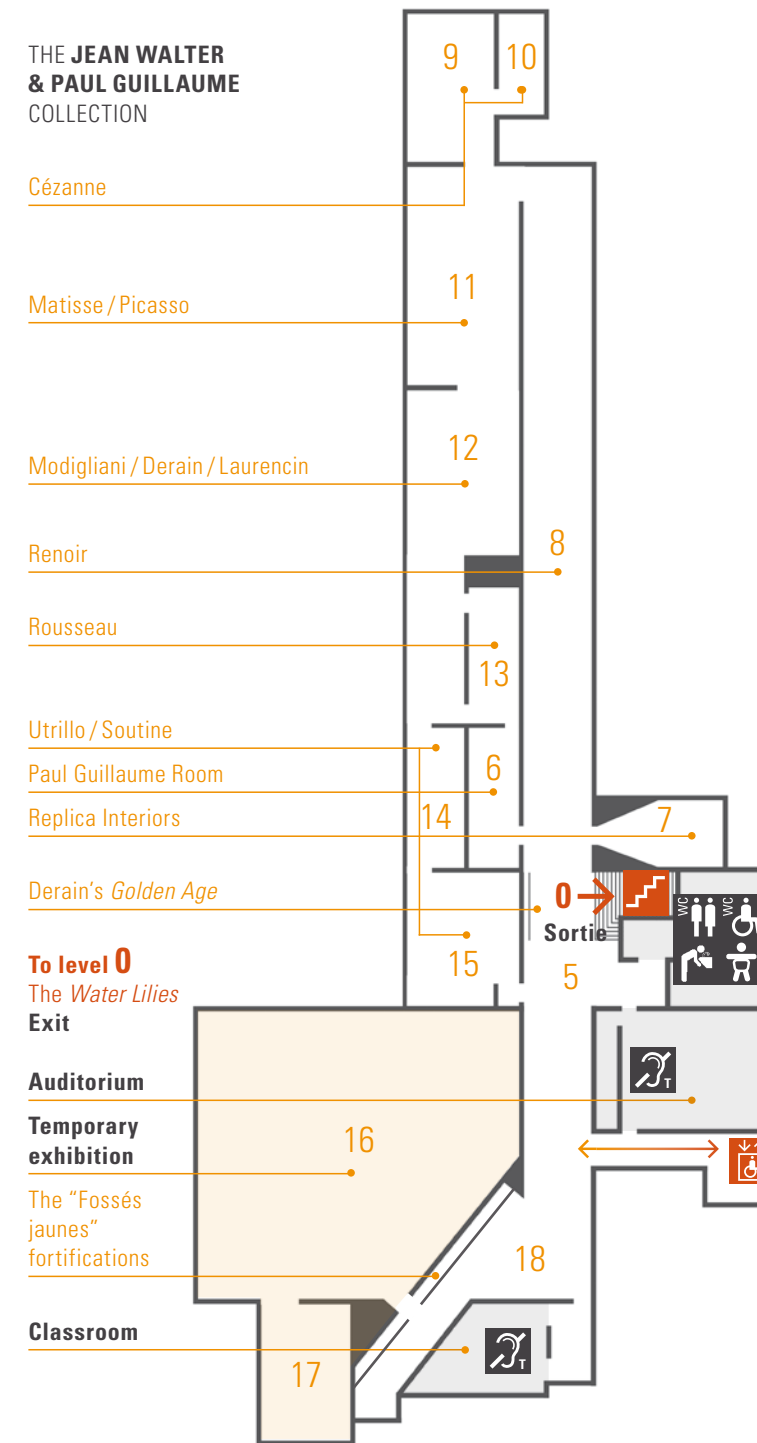 THE JEAN WALTER
& PAUL GUILLAUME
COLLECTION
9
10
Cézanne
11
Matisse / Picasso
12
Modigliani / Derain / Laurencin
8
Renoir
Rousseau
13
Utrillo / Soutine
6
Paul Guillaume Room
14
7
Replica Interiors
Derain's Golden Age
0
Sortie
WC
WC
15
5
To level 0
The Water Lilies
Exit
T
Auditorium
Temporary
exhibition
16
The “Fossés
jaunes”
fortifications
18
Classroom
T
17